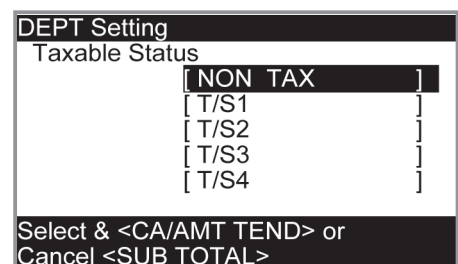 DEPT Setting
Taxable Status
[ NON TAX ]
[ T/S1 ]
[ T/S2 ]
[ T/S3 ]
[ T/S4 ]
Select & <CA/AMT TEND> or
Cancel <SUB TOTAL>